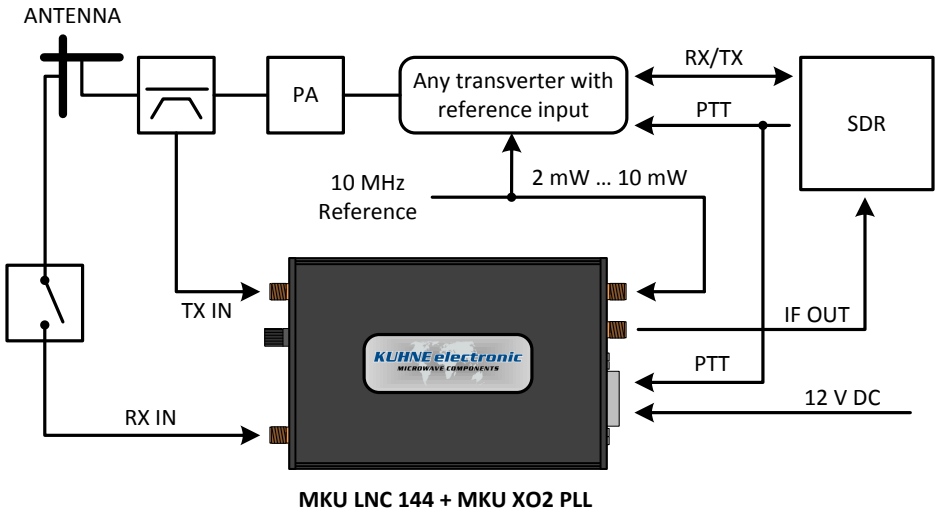 ANTENNA
PA
Any transverter with
reference input
RX/TX
PTT
SDR
10 MHz
Reference
2 mW ... 10 mW
TX IN
IF OUT
KUHNE electronic
MICROWAVE COMPONENTS
PTT
12 V DC
RX IN
MKU LNC 144 + MKU XO2 PLL